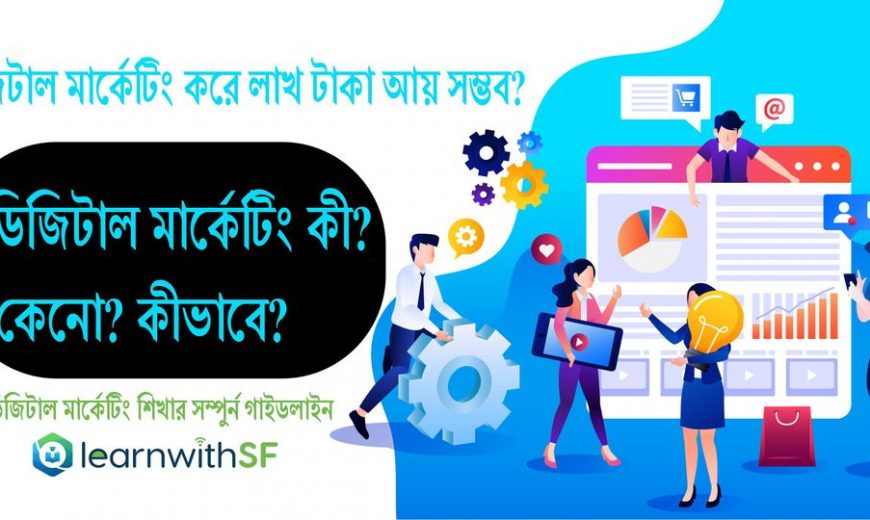 জিটাল মার্কেটিং করে লাখ টাকা আয় সম্ভব?
ডিজিটাল মার্কেটিং কী?
কেনো? কীভাবে?
ডিজিটাল মার্কেটিং শিখার সম্পুর্ন গাইডলাইন
learnwithSF
@